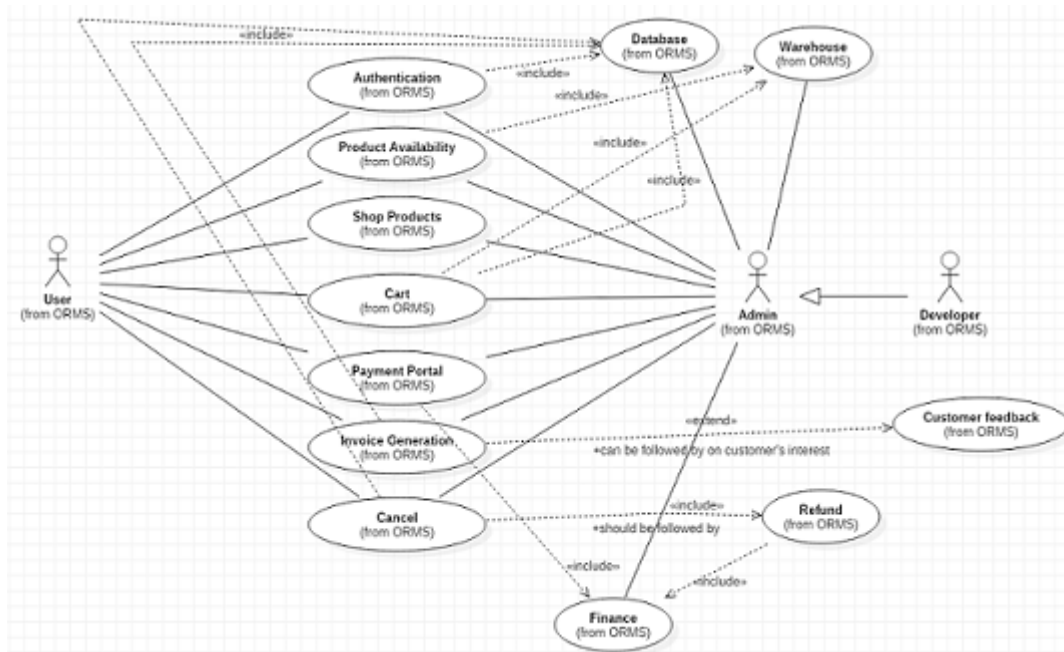 Database
(from ORMS)
Warehouse
(from ORMS)
«include»
Authentication
(from ORMS)
«include»
«include»
Product Availability
(from ORMS)
«include»
«include»
Shop Products
(from ORMS)
Cart
(from ORMS)
User
(from ORMS)
Admin
(from ORMS)
Developer
(from ORMS)
Payment Portal
(from ORMS)
Customer feedback
(from ORMS)
«extend»
Invoice Generation
(from ORMS)
+can be followed by on customer's interest
Cancel
(from ORMS)
«include»
Refund
(from ORMS)
+should be followed by
«include»
«include»
Finance
(from ORMS)